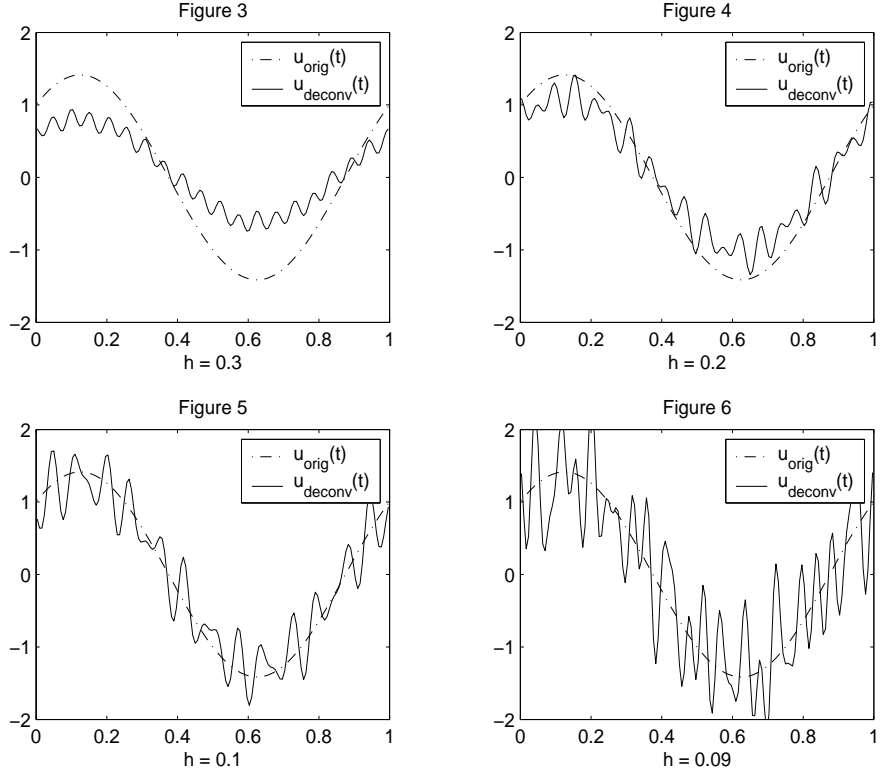 Figure 3
2
1
0
−1
−2
0 0.2 0.4 0.6 0.8 1
h = 0.3
u_orig(t)
u_deconv(t)
Figure 4
2
1
0
−1
−2
0 0.2 0.4 0.6 0.8 1
h = 0.2
u_orig(t)
u_deconv(t)
Figure 5
2
1
0
−1
−2
0 0.2 0.4 0.6 0.8 1
h = 0.1
u_orig(t)
u_deconv(t)
Figure 6
2
1
0
−1
−2
0 0.2 0.4 0.6 0.8 1
h = 0.09
u_orig(t)
u_deconv(t)